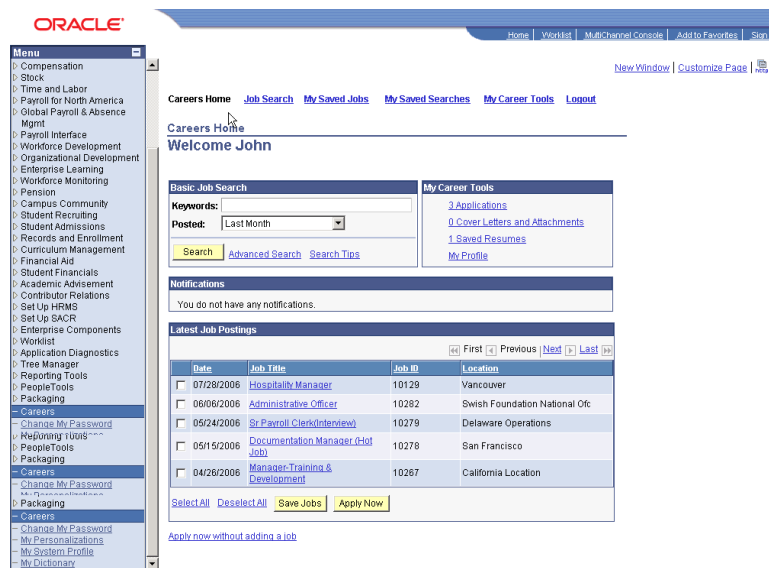 ORACLE
Home Worklist MultiChannel Console Add to Favorites Sign
Menu
Compensation
Stock
Time and Labor
Payroll for North America
Global Payroll & Absence
Mgmt
Payroll Interface
Workforce Development
Organizational Development
Enterprise Learning
Workforce Monitoring
Pension
Campus Community
Student Recruiting
Student Admissions
Records and Enrollment
Curriculum Management
Financial Aid
Student Financials
Academic Advisement
Contributor Relations
Set Up HRMS
Set Up SACR
Enterprise Components
Worklist
Application Diagnostics
Tree Manager
Reporting Tools
PeopleTools
Packaging
– Careers
– Change My Password
PeopleTools
Packaging
– Careers
– Change My Password
Packaging
– Careers
– Change My Password
– My Personalizations
– My System Profile
– My Dictionary
New Window | Customize Page |
Careers Home Job Search My Saved Jobs My Saved Searches My Career Tools Logout
Careers Home
Welcome John
Basic Job Search
Keywords:
Posted: Last Month
Search Advanced Search Search Tips
My Career Tools
3 Applications
0 Cover Letters and Attachments
1 Saved Resumes
My Profile
Notifications
You do not have any notifications.
Latest Job Postings
First Previous | Next Last
Date Job Title Job ID Location
07/28/2006 Hospitality Manager 10129 Vancouver
06/06/2006 Administrative Officer 10282 Swish Foundation National Ofc
05/24/2006 Sr Payroll Clerk(Interview) 10279 Delaware Operations
05/15/2006 Documentation Manager (Hot Job) 10278 San Francisco
04/26/2006 Manager-Training & Development 10267 California Location
Select All Deselect All Save Jobs Apply Now
Apply now without adding a job